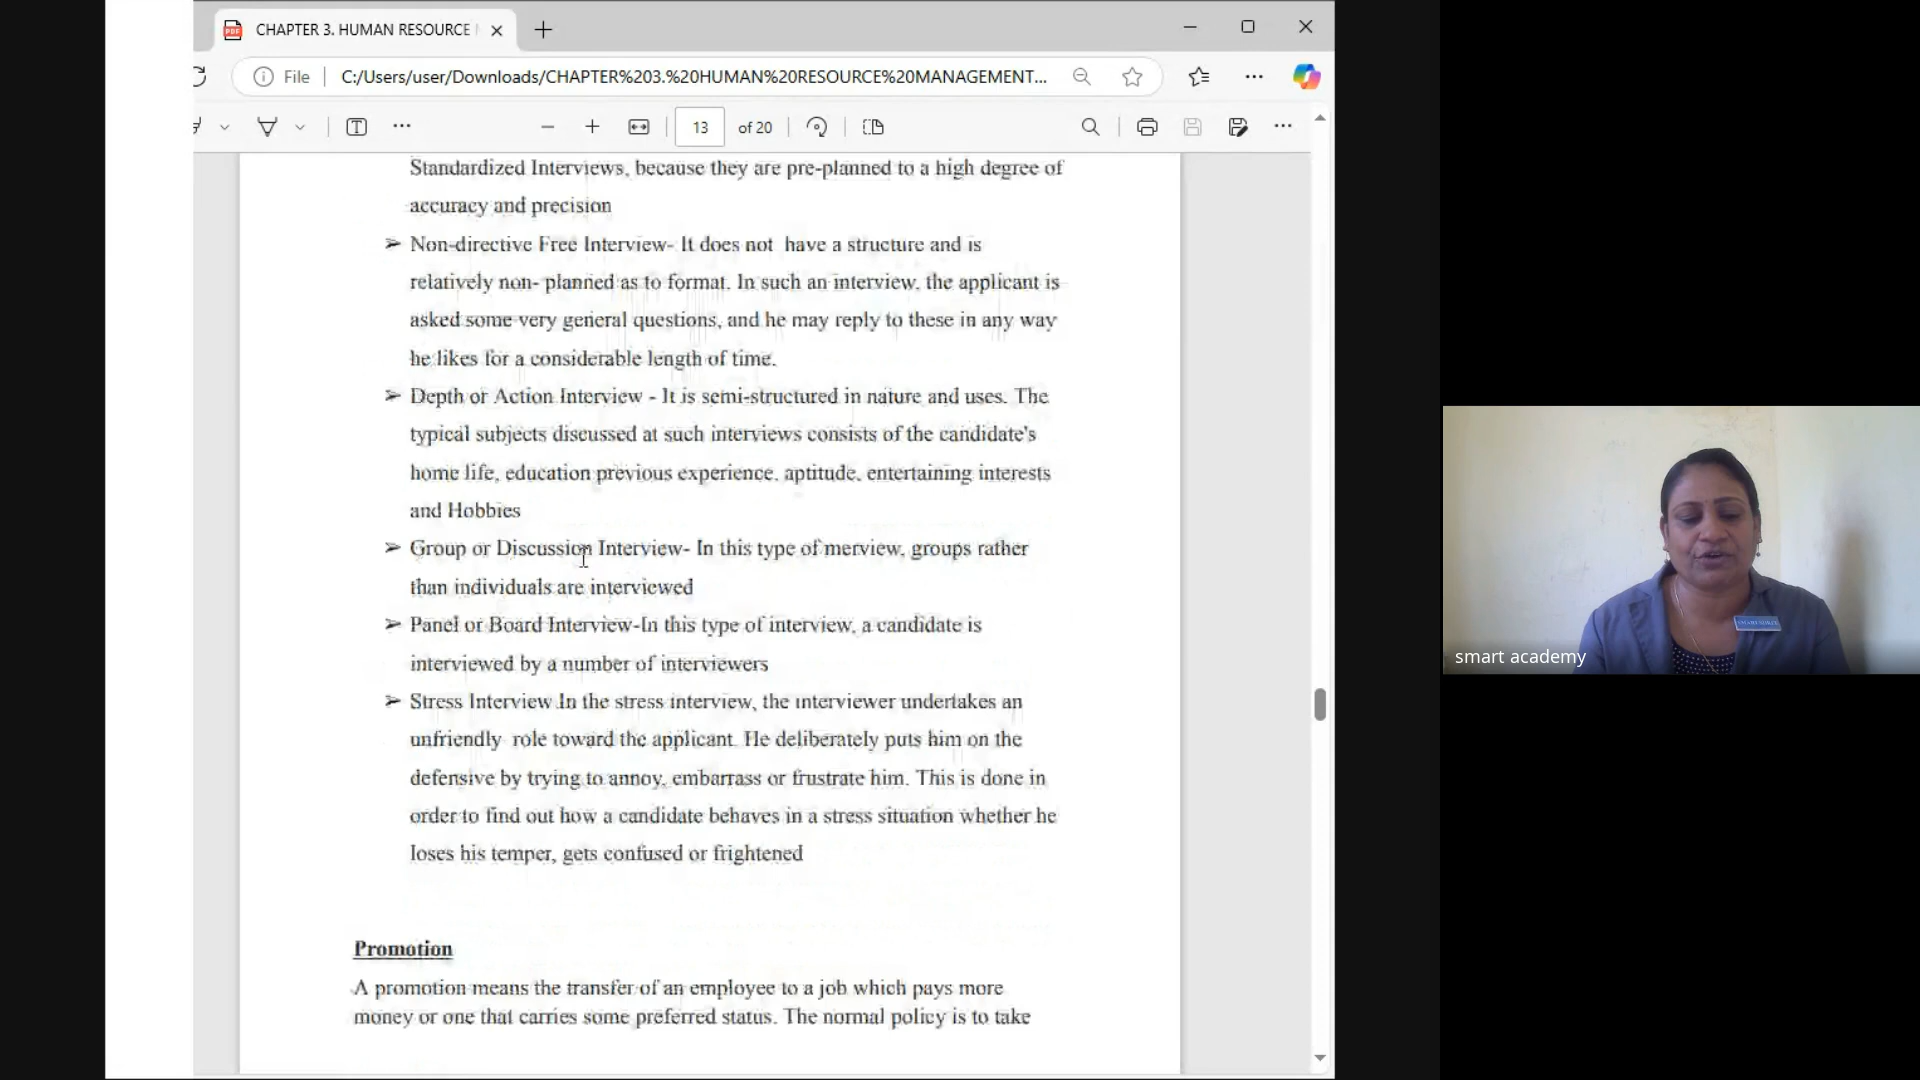 CHAPTER 3. HUMAN RESOURCE
File
C:/Users/user/Downloads/CHAPTER%203.%20HUMAN%20RESOURCE%20MANAGEMENT...
13 of 20
Standardized Interviews, because they are pre-planned to a high degree of
accuracy and precision
➢ Non-directive Free Interview- It does not have a structure and is
relatively non- planned as to format. In such an interview, the applicant is
asked some very general questions, and he may reply to these in any way
he likes for a considerable length of time.
➢ Depth or Action Interview - It is semi-structured in nature and uses. The
typical subjects discussed at such interviews consists of the candidate's
home life, education previous experience, aptitude, entertaining interests
and Hobbies
➢ Group or Discussion Interview- In this type of merview, groups rather
than individuals are interviewed
➢ Panel or Board Interview-In this type of interview, a candidate is
interviewed by a number of interviewers
➢ Stress Interview In the stress interview, the interviewer undertakes an
unfriendly role toward the applicant. He deliberately puts him on the
defensive by trying to annoy, embarrass or frustrate him. This is done in
order to find out how a candidate behaves in a stress situation whether he
loses his temper, gets confused or frightened
Promotion
A promotion means the transfer of an employee to a job which pays more
money or one that carries some preferred status. The normal policy is to take
smart academy